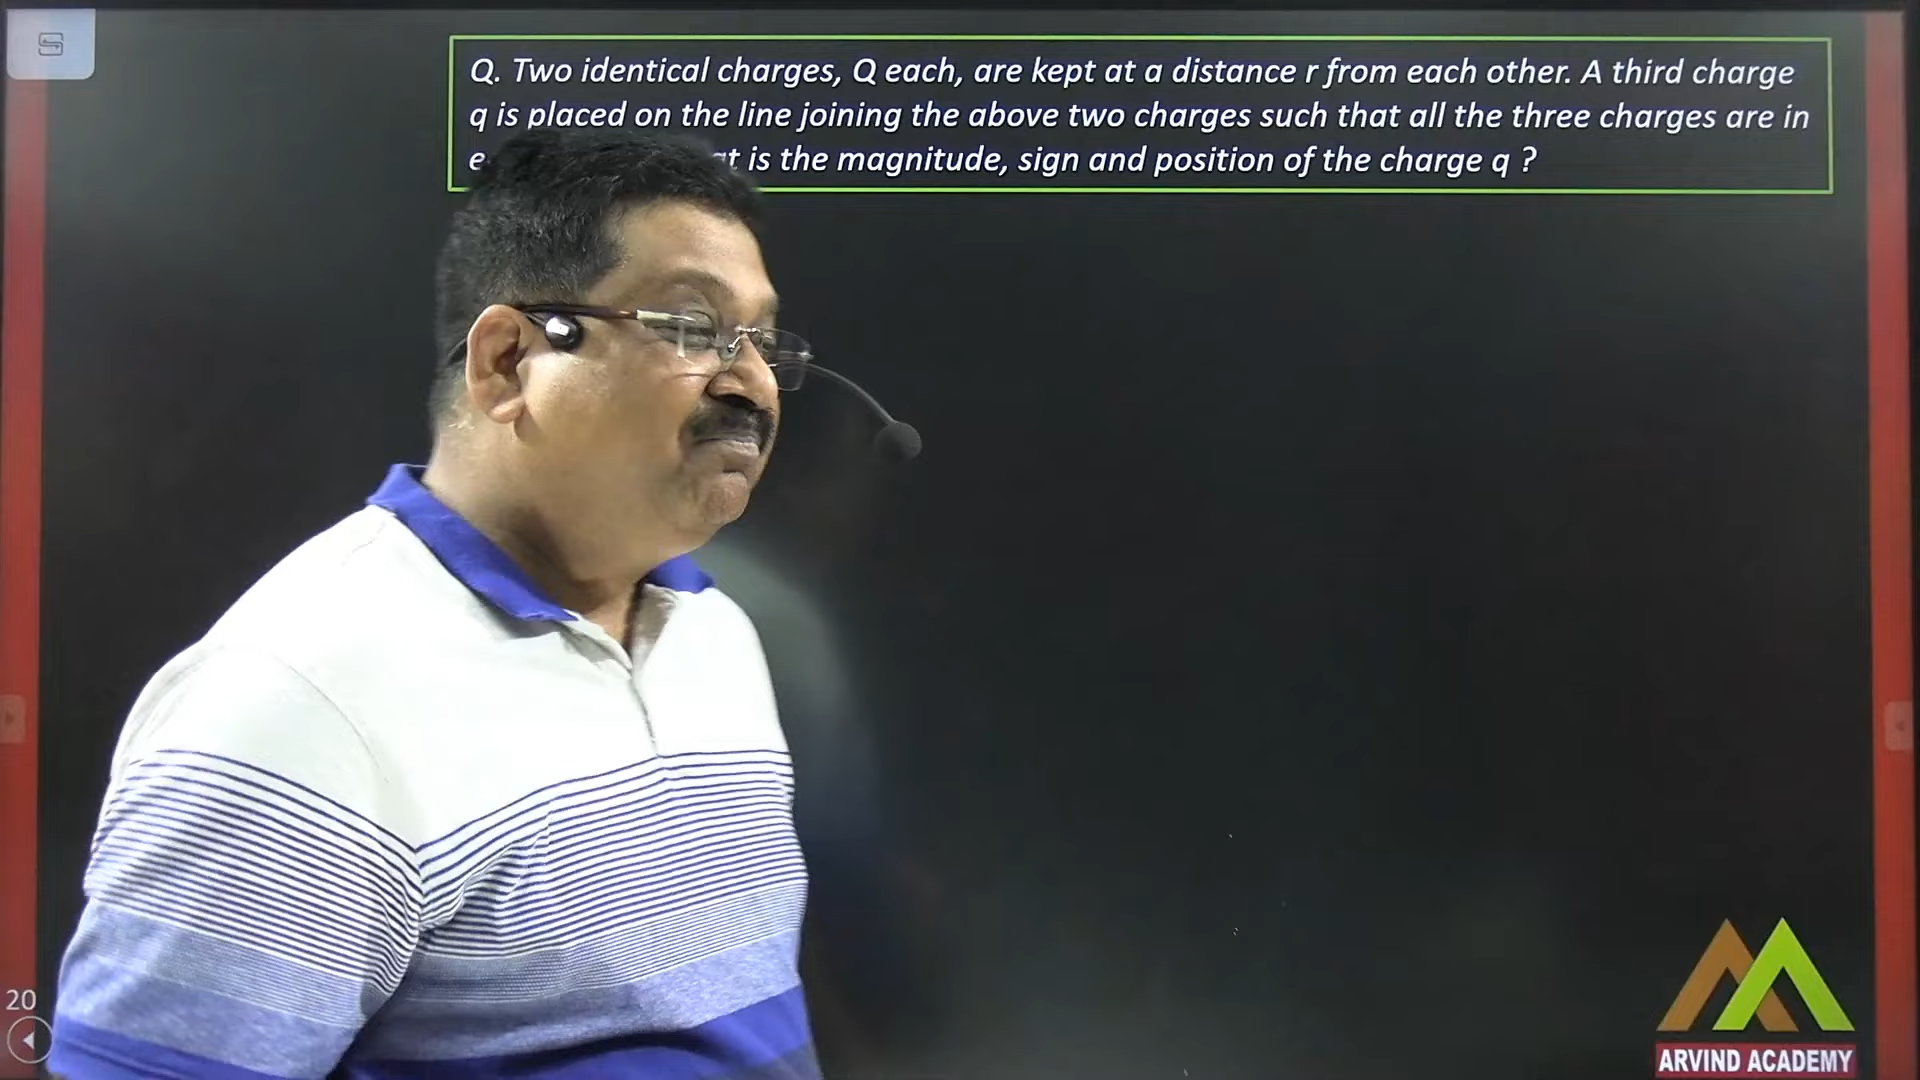 Q. Two identical charges, Q each, are kept at a distance r from each other. A third charge
q is placed on the line joining the above two charges such that all the three charges are in
is the magnitude, sign and position of the charge q ?
20
ARVIND ACADEMY